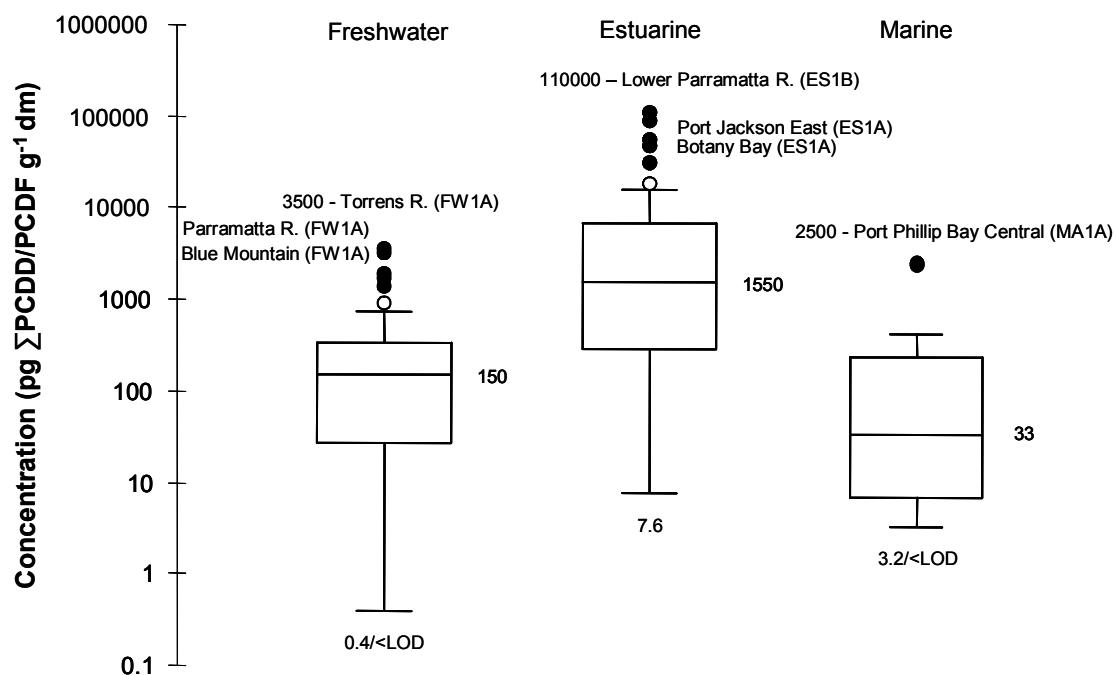 Freshwater
Estuarine
Marine
Concentration (pg ∑PCDD/PCDF g⁻¹ dm)
1000000
100000
10000
1000
100
10
1
0.1
3500 - Torrens R. (FW1A)
Parramatta R. (FW1A)
Blue Mountain (FW1A)
150
0.4/<LOD
110000 – Lower Parramatta R. (ES1B)
Port Jackson East (ES1A)
Botany Bay (ES1A)
1550
7.6
2500 - Port Phillip Bay Central (MA1A)
33
3.2/<LOD